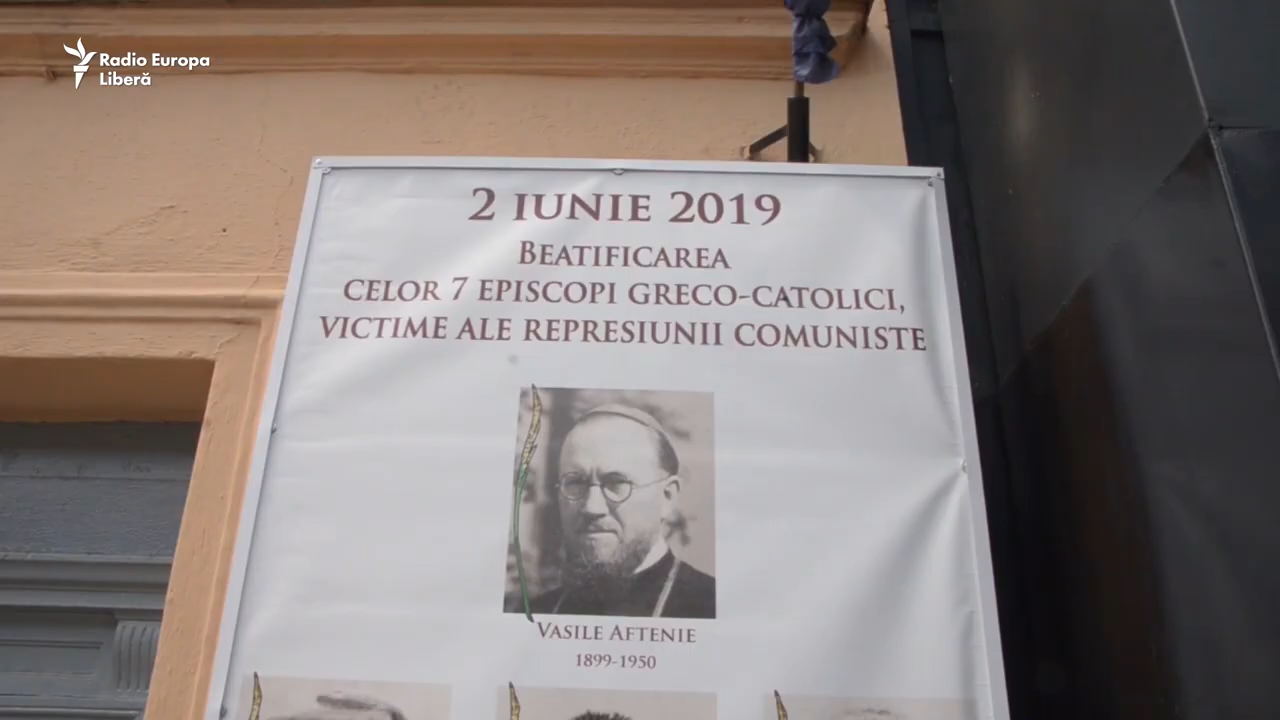 Radio Europa
Liberă
2 IUNIE 2019
BEATIFICAREA
CELOR 7 EPISCOPI GRECO-CATOLICI,
VICTIME ALE REPRESIUNII COMUNISTE
VASILE AFTENIE
1899-1950